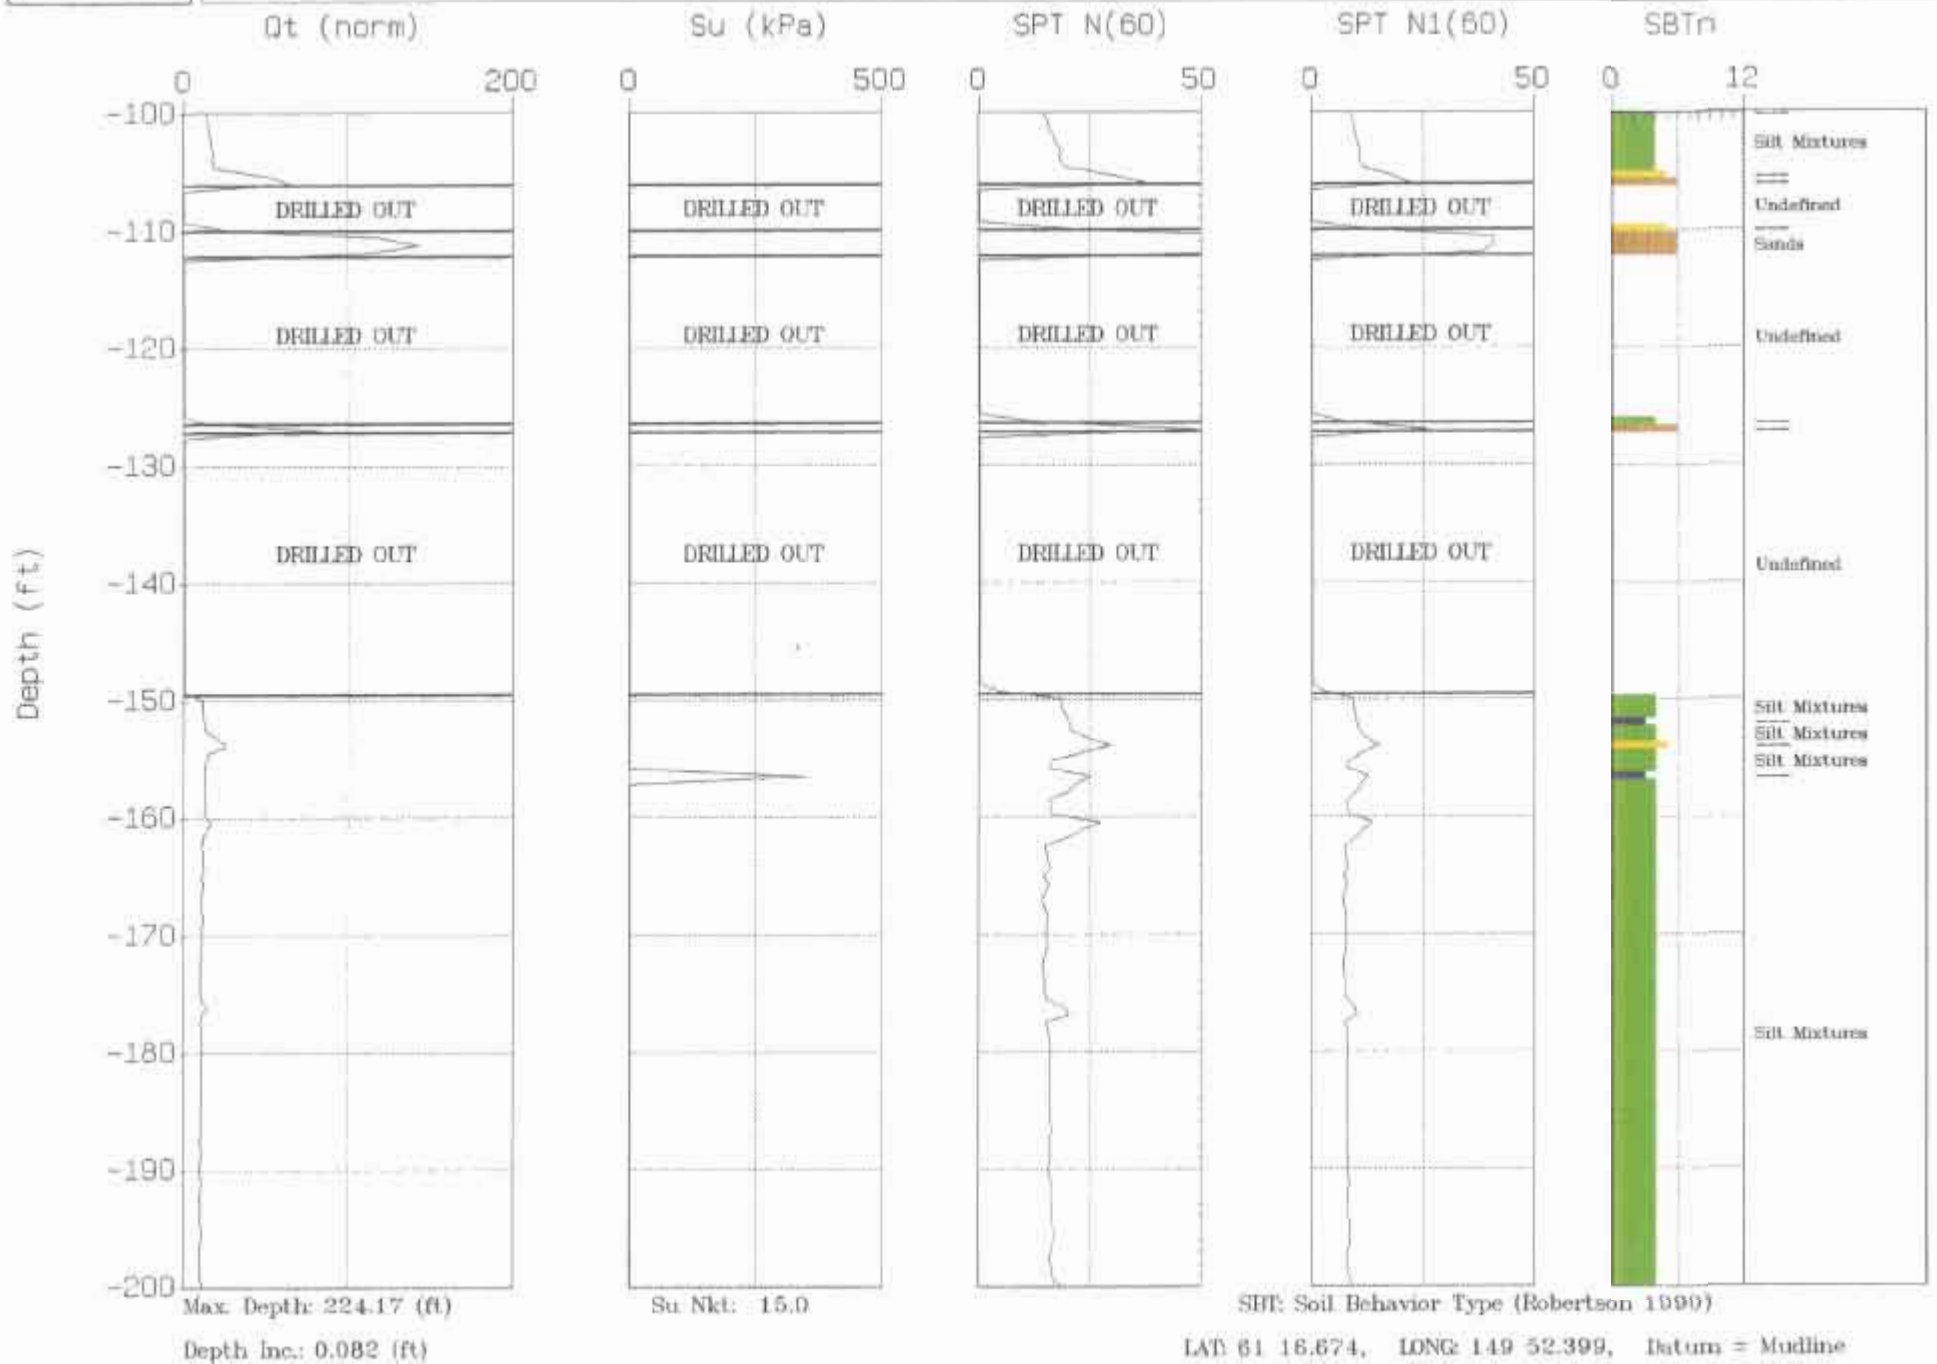 Qt (norm) Su (kPa) SPT N(60) SPT N1(60) SBTn
0 200 0 500 0 50 0 50 0 12
-100
Silt Mixtures
DRILLED OUT DRILLED OUT DRILLED OUT DRILLED OUT Undefined
-110
Sands
DRILLED OUT DRILLED OUT DRILLED OUT DRILLED OUT Undefined
-120
-130
DRILLED OUT DRILLED OUT DRILLED OUT DRILLED OUT
Undefined
-140
Depth (ft)
-150
Silt Mixtures
Silt Mixtures
Silt Mixtures
-160
-170
Silt Mixtures
-180
-190
-200
Max. Depth: 224.17 (ft) Su Nkt: 15.0 SBT: Soil Behavior Type (Robertson 1990)
Depth Inc.: 0.082 (ft) LAT: 61 16.674, LONG: 149 52.399, Datum = Mudline